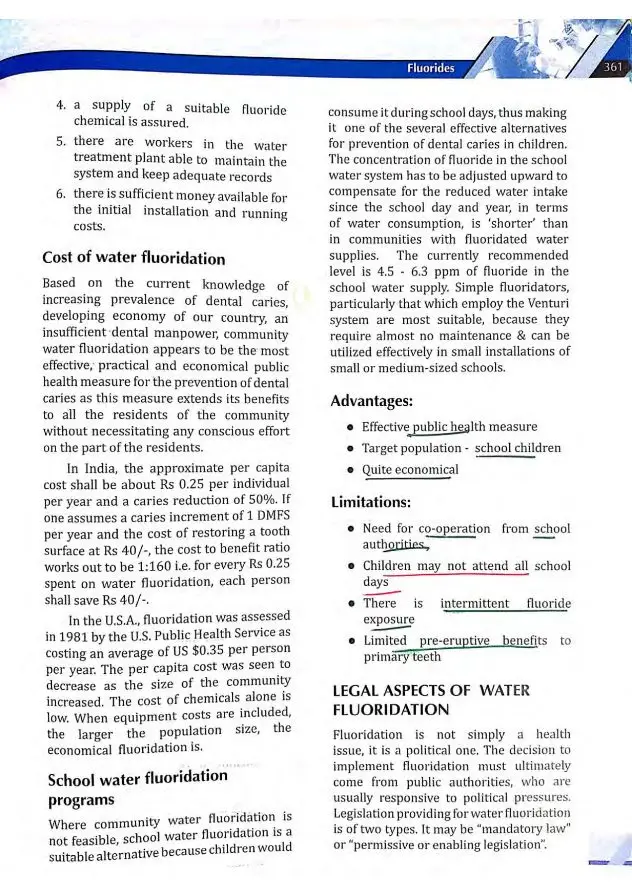 Fluorides
361
4. a supply of a suitable fluoride
chemical is assured.
5. there are workers in the water
treatment plant able to maintain the
system and keep adequate records
6. there is sufficient money available for
the initial installation and running
costs.
Cost of water fluoridation
Based on the current knowledge of
increasing prevalence of dental caries,
developing economy of our country, an
insufficient dental manpower, community
water fluoridation appears to be the most
effective, practical and economical public
health measure for the prevention of dental
caries as this measure extends its benefits
to all the residents of the community
without necessitating any conscious effort
on the part of the residents.
In India, the approximate per capita
cost shall be about Rs 0.25 per individual
per year and a caries reduction of 50%. If
one assumes a caries increment of 1 DMFS
per year and the cost of restoring a tooth
surface at Rs 40/-, the cost to benefit ratio
works out to be 1:160 i.e. for every Rs 0.25
spent on water fluoridation, each person
shall save Rs 40/-.
In the U.S.A., fluoridation was assessed
in 1981 by the U.S. Public Health Service as
costing an average of US $0.35 per person
per year. The per capita cost was seen to
decrease as the size of the community
increased. The cost of chemicals alone is
low. When equipment costs are included,
the larger the population size, the
economical fluoridation is.
School water fluoridation
programs
Where community water fluoridation is
not feasible, school water fluoridation is a
suitable alternative because children would
consume it during school days, thus making
it one of the several effective alternatives
for prevention of dental caries in children.
The concentration of fluoride in the school
water system has to be adjusted upward to
compensate for the reduced water intake
since the school day and year, in terms
of water consumption, is 'shorter' than
in communities with fluoridated water
supplies. The currently recommended
level is 4.5 - 6.3 ppm of fluoride in the
school water supply. Simple fluoridators,
particularly that which employ the Venturi
system are most suitable, because they
require almost no maintenance & can be
utilized effectively in small installations of
small or medium-sized schools.
Advantages:
• Effective public health measure
• Target population - school children
• Quite economical
Limitations:
• Need for co-operation from school
authorities,
• Children may not attend all school
days
• There is intermittent fluoride
exposure
• Limited pre-eruptive benefits to
primary teeth
LEGAL ASPECTS OF WATER
FLUORIDATION
Fluoridation is not simply a health
issue, it is a political one. The decision to
implement fluoridation must ultimately
come from public authorities, who are
usually responsive to political pressures.
Legislation providing for water fluoridation
is of two types. It may be "mandatory law"
or "permissive or enabling legislation".